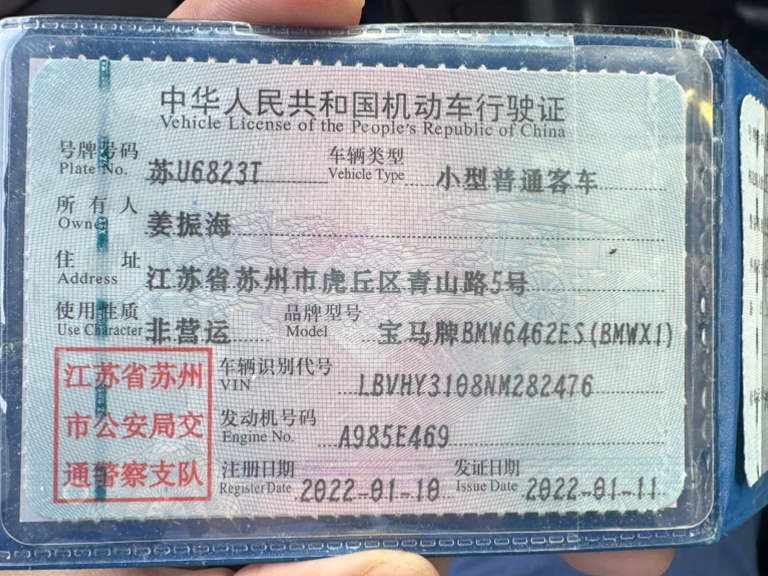 中华人民共和国机动车行驶证
Vehicle License of the People's Republic of China
号牌号码 苏U6823T 车辆类型 小型普通客车
Plate No. Vehicle Type
所有人 姜振海
Owner
住址 江苏省苏州市虎丘区青山路5号
Address
使用性质 非营运 品牌型号 宝马牌BMW6462ES(BMWX1)
Use Character Model
江苏省苏州
市公安局交
通警察支队
车辆识别代号 LBVHY3108NM282476
VIN
发动机号码 A985E469
Engine No.
注册日期 2022-01-10 发证日期 2022-01-11
Register Date Issue Date